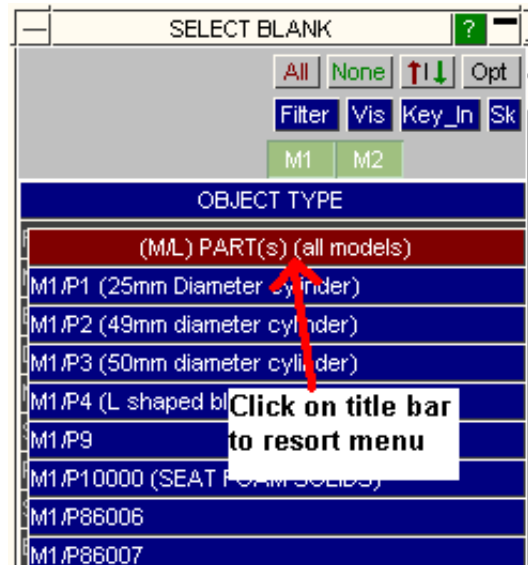 SELECT BLANK ?
All None Opt
Filter Vis Key_In Sk
M1 M2
OBJECT TYPE
(M/L) PART(s) (all models)
M1/P1 (25mm Diameter cylinder)
M1/P2 (49mm diameter cylinder)
M1/P3 (50mm diameter cylinder)
M1/P4 (L shaped bl
Click on title bar
to resort menu
M1/P9
M1/P10000 (SEAT FOAM SOLIDS)
M1/P86006
M1/P86007